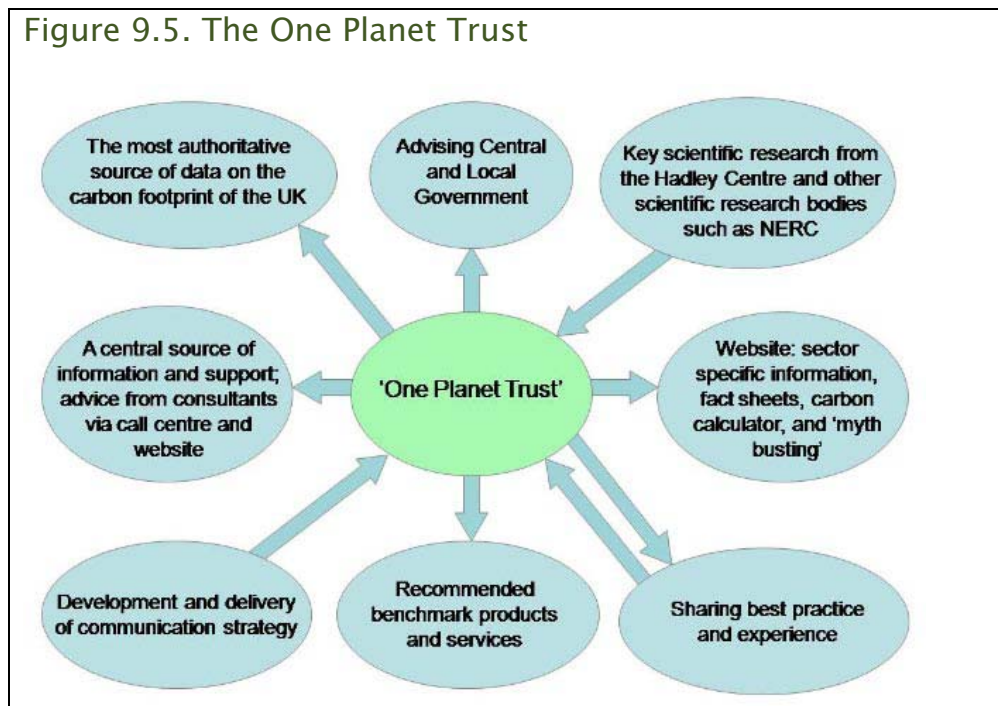 Figure 9.5. The One Planet Trust
The most authoritative
source of data on the
carbon footprint of the UK
Advising Central
and Local
Government
Key scientific research from
the Hadley Centre and other
scientific research bodies
such as NERC
A central source of
information and support;
advice from consultants
via call centre and
website
'One Planet Trust'
Website: sector
specific information,
fact sheets, carbon
calculator, and 'myth
busting'
Development and delivery
of communication strategy
Recommended
benchmark products
and services
Sharing best practice
and experience